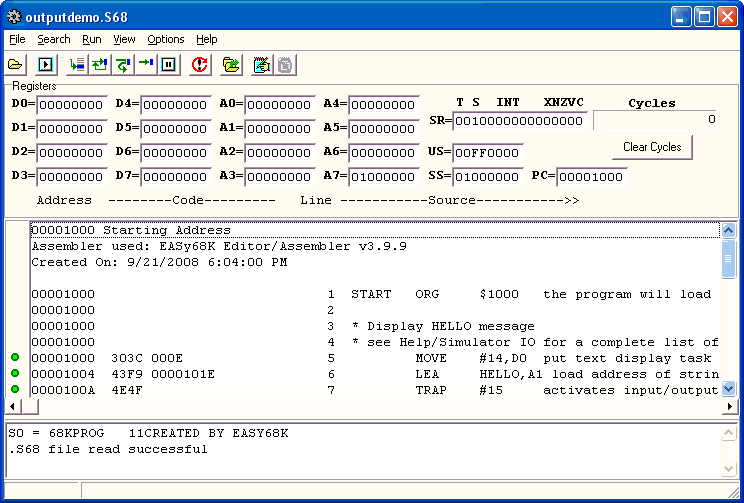 outputdemo.S68
File Search Run View Options Help
Registers
D0= 00000000 D4= 00000000 A0= 00000000 A4= 00000000 T S INT XNZVC Cycles
D1= 00000000 D5= 00000000 A1= 00000000 A5= 00000000 SR= 0010000000000000 0
D2= 00000000 D6= 00000000 A2= 00000000 A6= 00000000 US= 00FF0000 Clear Cycles
D3= 00000000 D7= 00000000 A3= 00000000 A7= 01000000 SS= 01000000 PC= 00001000
Address --------Code--------- Line ------------Source------------>>
00001000 Starting Address
Assembler used: EASy68K Editor/Assembler v3.9.9
Created On: 9/21/2008 6:04:00 PM
00001000 1 START ORG $1000 the program will load
00001000 2
00001000 3 * Display HELLO message
00001000 4 * see Help/Simulator IO for a complete list of
00001000 303C 000E 5 MOVE #14,D0 put text display task
00001004 43F9 0000101E 6 LEA HELLO,A1 load address of strin
0000100A 4E4F 7 TRAP #15 activates input/output
S0 = 68KPROG 11CREATED BY EASY68K
.S68 file read successful